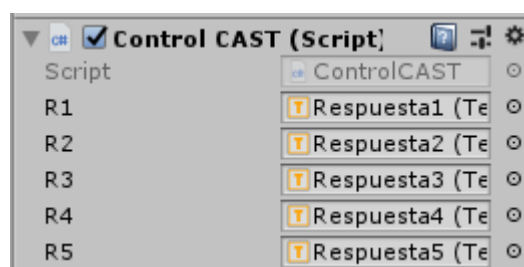 Control CAST (Script)
Script ControlCAST
R1 Respuesta1 (Te
R2 Respuesta2 (Te
R3 Respuesta3 (Te
R4 Respuesta4 (Te
R5 Respuesta5 (Te